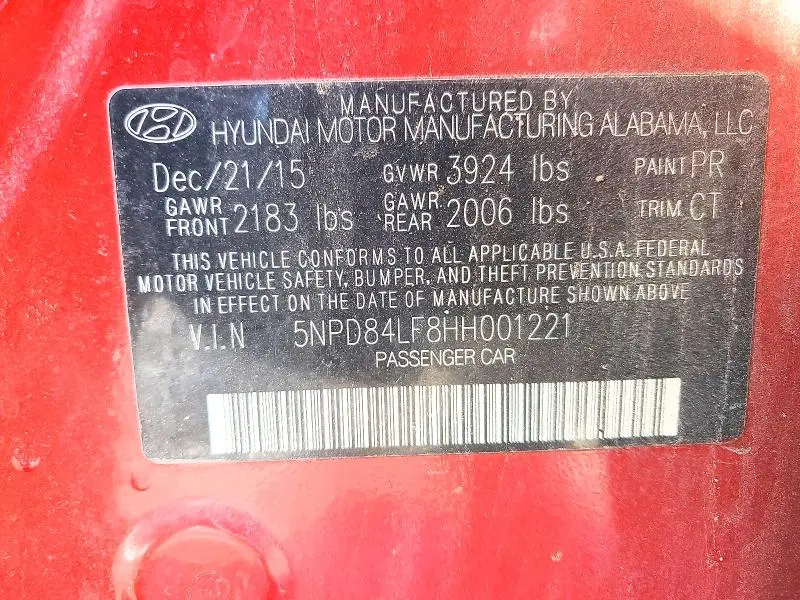 MANUFACTURED BY
HYUNDAI MOTOR MANUFACTURING ALABAMA, LLC
Dec/21/15 GVWR 3924 lbs PAINT PR
GAWR FRONT 2183 lbs GAWR REAR 2006 lbs TRIM CT
THIS VEHICLE CONFORMS TO ALL APPLICABLE U.S.A. FEDERAL
MOTOR VEHICLE SAFETY, BUMPER, AND THEFT PREVENTION STANDARDS
IN EFFECT ON THE DATE OF MANUFACTURE SHOWN ABOVE
V.I.N 5NPD84LF8HH001221
PASSENGER CAR